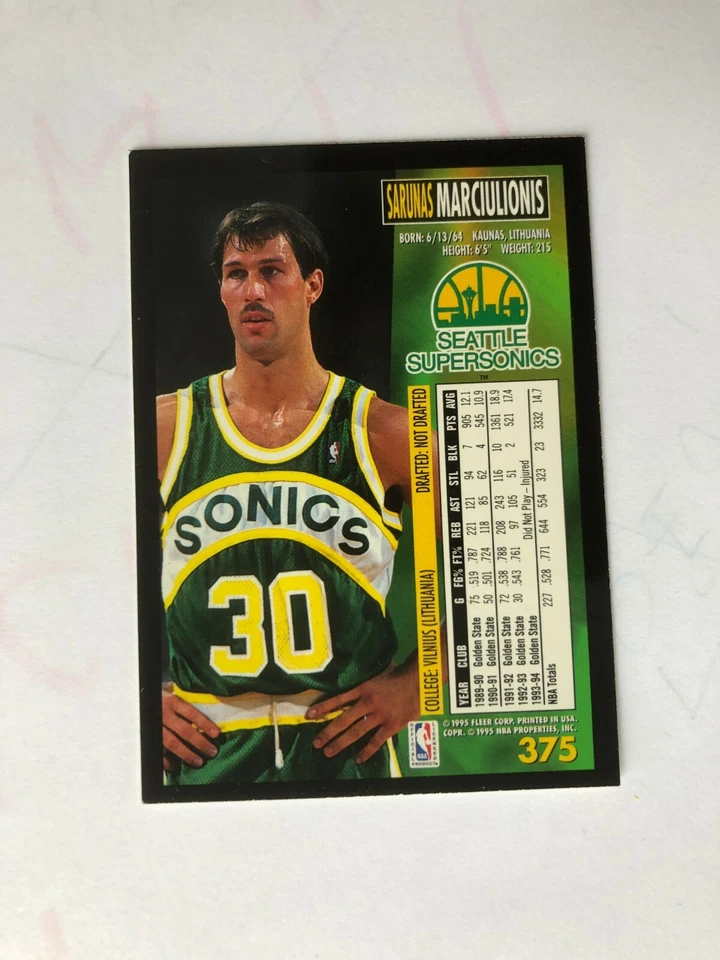 SARUNAS MARCIULIONIS
BORN: 6/13/64 KAUNAS, LITHUANIA
HEIGHT: 6'5" WEIGHT: 215
SEATTLE
SUPERSONICS
TM
SONICS
30
COLLEGE: VILNIUS (LITHUANIA) DRAFTED: NOT DRAFTED
YEAR CLUB G FG% FT% REB AST STL BLK PTS AVG
1989-90 Golden State 75 .519 .787 221 121 94 7 905 12.1
1990-91 Golden State 50 .501 .724 118 85 62 4 545 10.9
1991-92 Golden State 72 .538 .788 208 243 116 10 1361 18.9
1992-93 Golden State 30 .543 .761 97 105 51 2 521 17.4
1993-94 Golden State Did Not Play – Injured
NBA Totals 227 .528 .771 644 554 323 23 3332 14.7
OFFICIAL LICENSED
NBA
PRODUCT
© 1995 FLEER CORP. PRINTED IN USA.
COPR. © 1995 NBA PROPERTIES, INC.
375